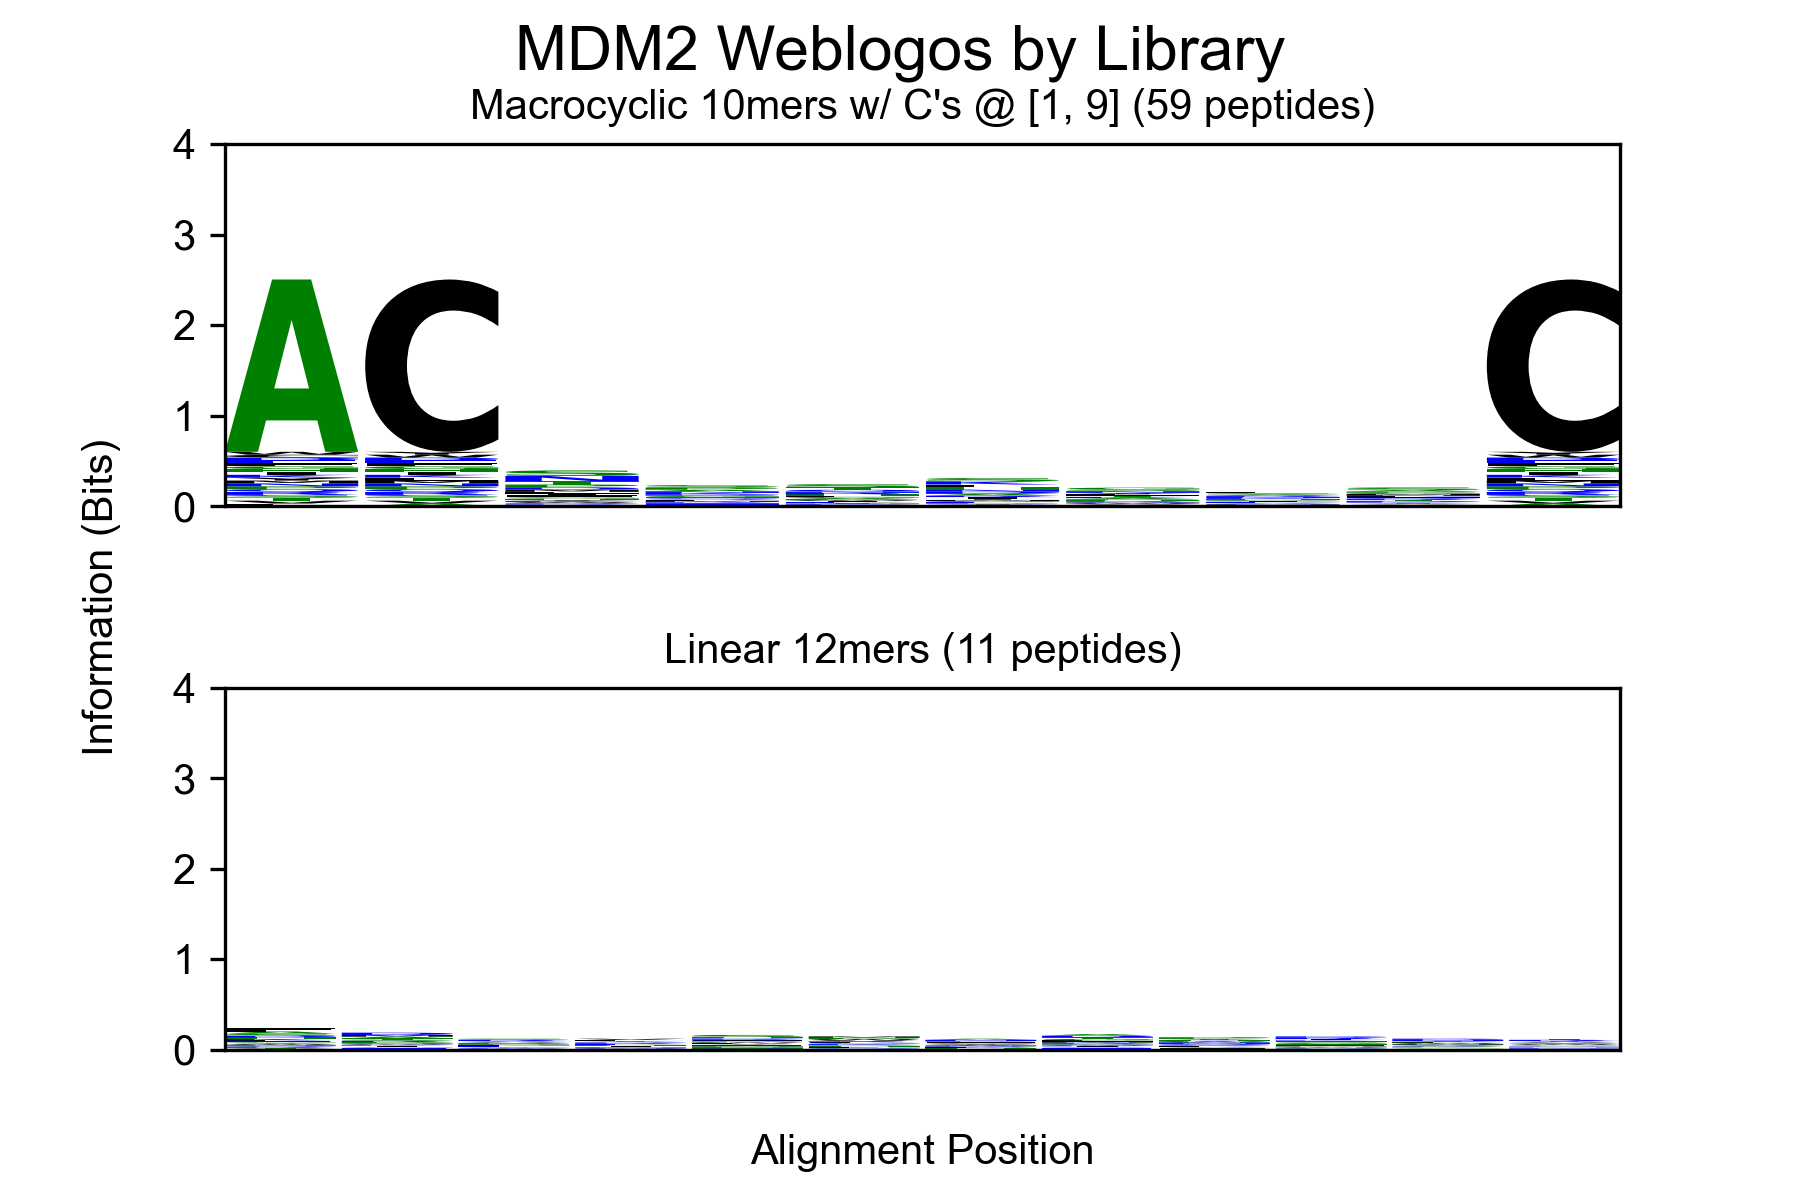 MDM2 Weblogos by Library
Macrocyclic 10mers w/ C's @ [1, 9] (59 peptides)
4
3
2
1
0
A C C
Information (Bits)
Linear 12mers (11 peptides)
4
3
2
1
0
Alignment Position